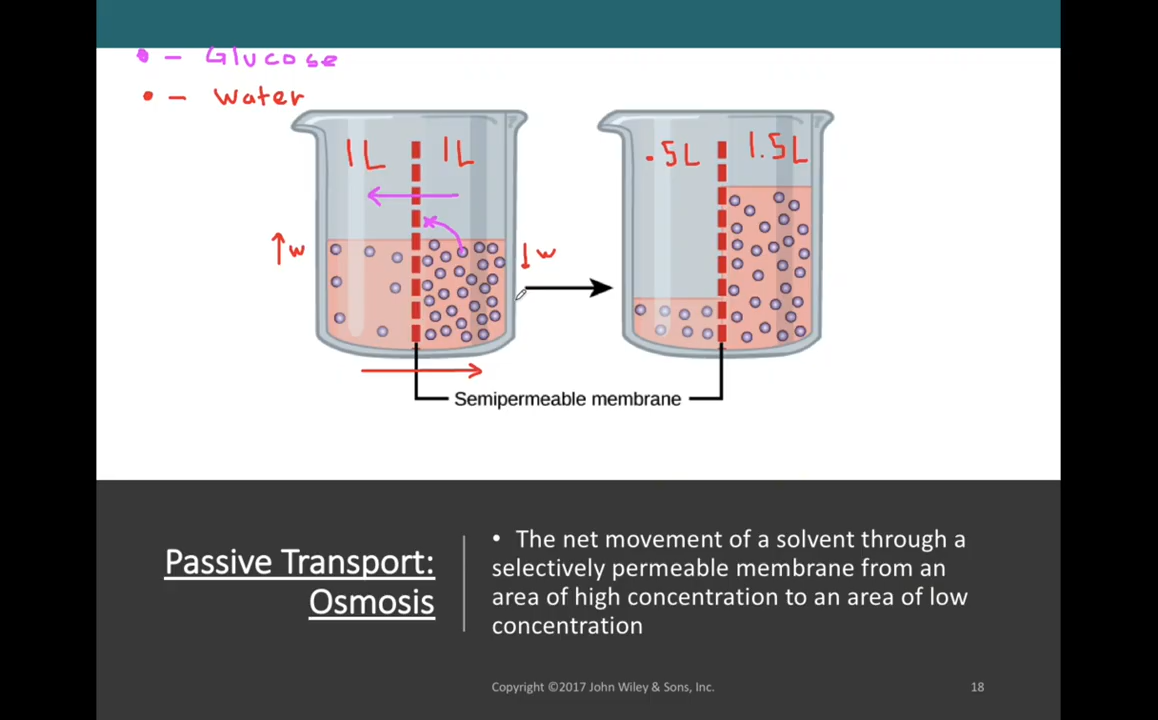 • – Glucose
• – Water
1L 1L
.5L 1.5L
↑w
↓w
Semipermeable membrane
Passive Transport:
Osmosis
• The net movement of a solvent through a
selectively permeable membrane from an
area of high concentration to an area of low
concentration
Copyright ©2017 John Wiley & Sons, Inc.
18